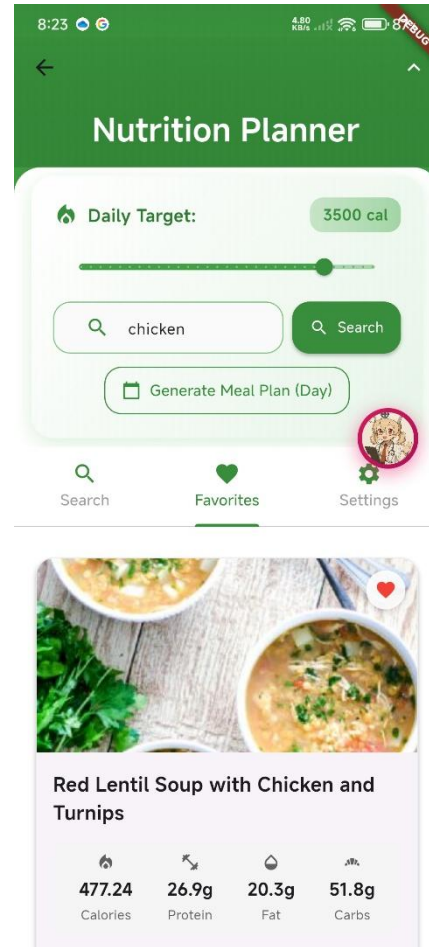 8:23
4.80
KB/s
DEBUG
Nutrition Planner
Daily Target:
3500 cal
chicken
Search
Generate Meal Plan (Day)
Search
Favorites
Settings
Red Lentil Soup with Chicken and
Turnips
477.24
26.9g
20.3g
51.8g
Calories
Protein
Fat
Carbs